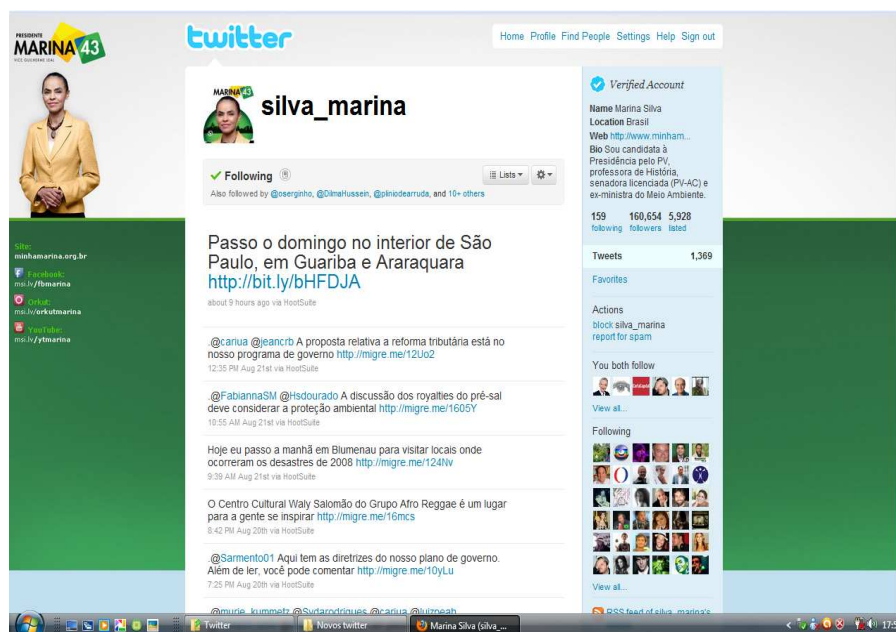 PRESIDENTE
MARINA 43
twitter
Home Profile Find People Settings Help Sign out
MARINA 43
silva_marina
Following
Lists
Also followed by @oserginho, @DilmaHussein, @pliniodearruda, and 10+ others
Passo o domingo no interior de São
Paulo, em Guariba e Araraquara
http://bit.ly/bHFDJA
about 9 hours ago via HootSuite
.@cariua @jeancrb A proposta relativa a reforma tributária está no
nosso programa de governo http://migre.me/12Uo2
12:35 PM Aug 21st via HootSuite
.@FabiannaSM @Hsdourado A discussão dos royalties do pré-sal
deve considerar a proteção ambiental http://migre.me/1605Y
10:55 AM Aug 21st via HootSuite
Hoje eu passo a manhã em Blumenau para visitar locais onde
ocorreram os desastres de 2008 http://migre.me/124Nv
9:39 AM Aug 21st via HootSuite
O Centro Cultural Waly Salomão do Grupo Afro Reggae é um lugar
para a gente se inspirar http://migre.me/16mcs
8:42 PM Aug 20th via HootSuite
.@Sarmento01 Aqui tem as diretrizes do nosso plano de governo.
Além de ler, você pode comentar http://migre.me/10yLu
7:25 PM Aug 20th via HootSuite
Verified Account
Name Marina Silva
Location Brasil
Web http://www.minham...
Bio Sou candidata à
Presidência pelo PV,
professora de História,
senadora licenciada (PV-AC) e
ex-ministra do Meio Ambiente.
159 160,654 5,928
following followers listed
Tweets 1,369
Favorites
Actions
block silva_marina
report for spam
You both follow
View all...
Following
View all...
RSS feed of silva_marina's
Site:
minhamarina.org.br
Facebook:
msi.lv/fbmarina
Orkut:
msi.lv/orkutmarina
YouTube:
msi.lv/ytmarina
Twitter
Novos twitter
Marina Silva (silva_...